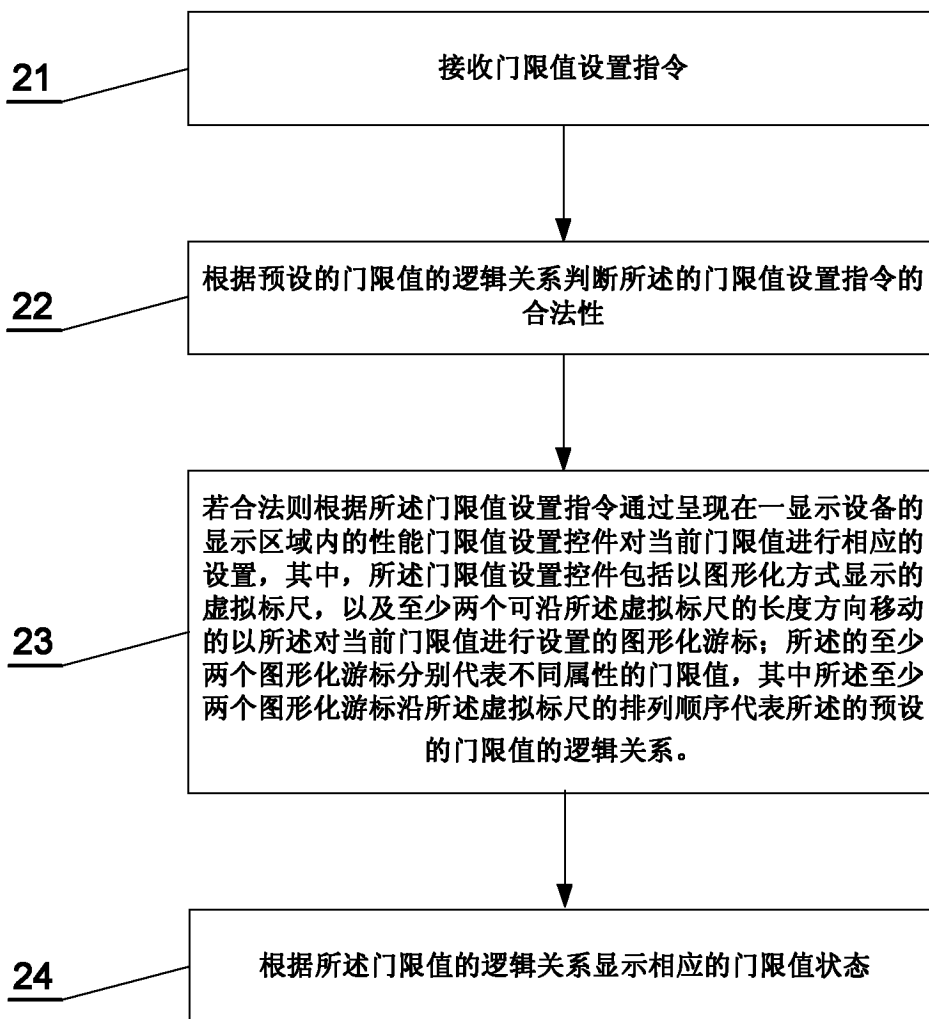 21
接收门限值设置指令
22
根据预设的门限值的逻辑关系判断所述的门限值设置指令的
合法性
23
若合法则根据所述门限值设置指令通过呈现在一显示设备的
显示区域内的性能门限值设置控件对当前门限值进行相应的
设置，其中，所述门限值设置控件包括以图形化方式显示的
虚拟标尺，以及至少两个可沿所述虚拟标尺的长度方向移动
的以所述对当前门限值进行设置的图形化游标；所述的至少
两个图形化游标分别代表不同属性的门限值，其中所述至少
两个图形化游标沿所述虚拟标尺的排列顺序代表所述的预设
的门限值的逻辑关系。
24
根据所述门限值的逻辑关系显示相应的门限值状态